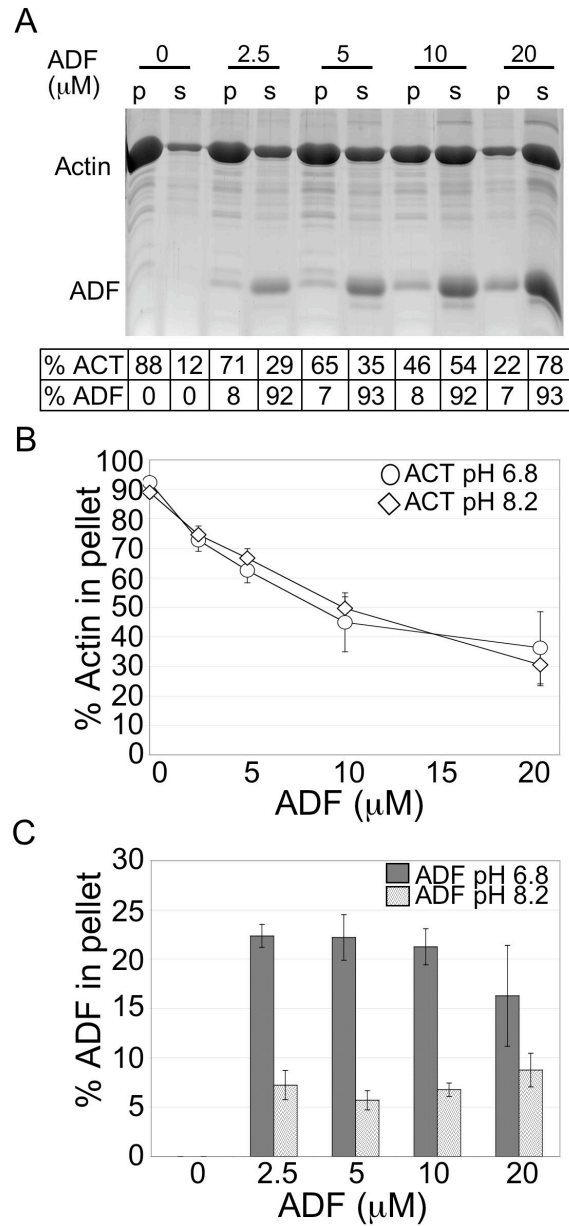 A
ADF (μM) 0 2.5 5 10 20
p s p s p s p s p s
Actin
ADF
% ACT 88 12 71 29 65 35 46 54 22 78
% ADF 0 0 8 92 7 93 8 92 7 93
B
% Actin in pellet
100
90
80
70
60
50
40
30
20
10
0
ACT pH 6.8
ACT pH 8.2
0 5 10 15 20
ADF (μM)
C
% ADF in pellet
30
25
20
15
10
5
0
ADF pH 6.8
ADF pH 8.2
0 2.5 5 10 20
ADF (μM)